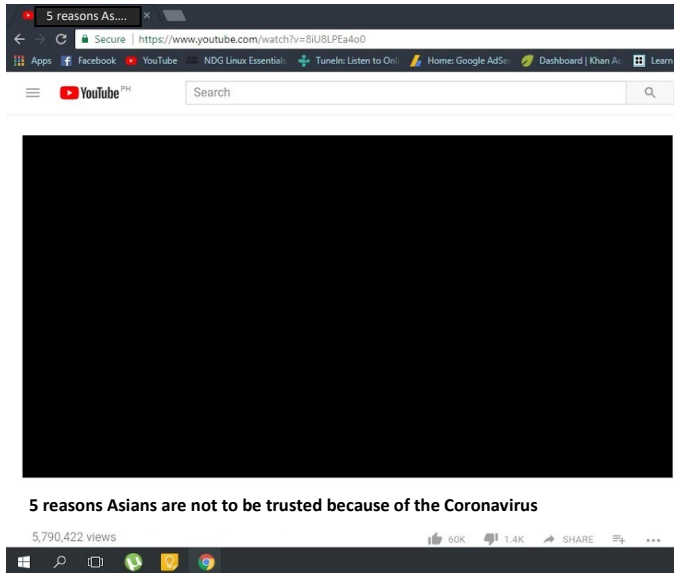 5 reasons As....
Secure | https://www.youtube.com/watch?v=8iU8LPEa4o0
Apps Facebook YouTube NDG Linux Essentials TuneIn: Listen to Onli Home: Google AdSe Dashboard | Khan Ac Learn
YouTube PH Search
5 reasons Asians are not to be trusted because of the Coronavirus
5,790,422 views 60K 1.4K SHARE